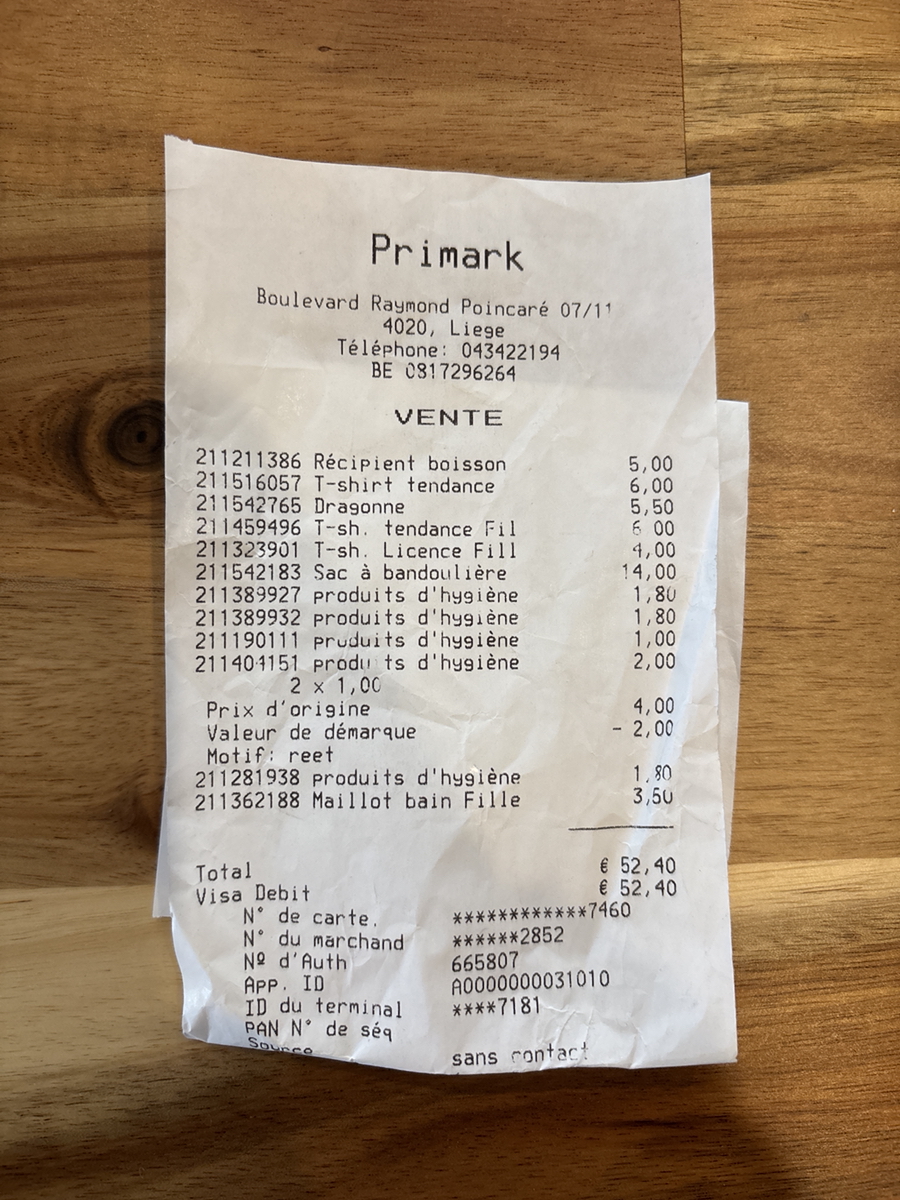 Primark
Boulevard Raymond Poincaré 07/11
4020, Liege
Téléphone: 043422194
BE 0817296264
VENTE
211211386 Récipient boisson 5,00
211516057 T-shirt tendance 6,00
211542765 Dragonne 5,50
211459496 T-sh. tendance Fil 6 00
211323901 T-sh. Licence Fill 4,00
211542183 Sac à bandoulière 14,00
211389927 produits d'hygiène 1,80
211389932 produits d'hygiène 1,80
211190111 produits d'hygiène 1,00
211404151 produits d'hygiène 2,00
2 x 1,00
Prix d'origine 4,00
Valeur de démarque - 2,00
Motif: reet
211281938 produits d'hygiène 1,80
211362188 Maillot bain Fille 3,50
Total € 52,40
Visa Debit € 52,40
N° de carte. ************7460
N° du marchand ******2852
Nº d'Auth 665807
App. ID A0000000031010
ID du terminal ****7181
PAN N° de séq
Source sans contact